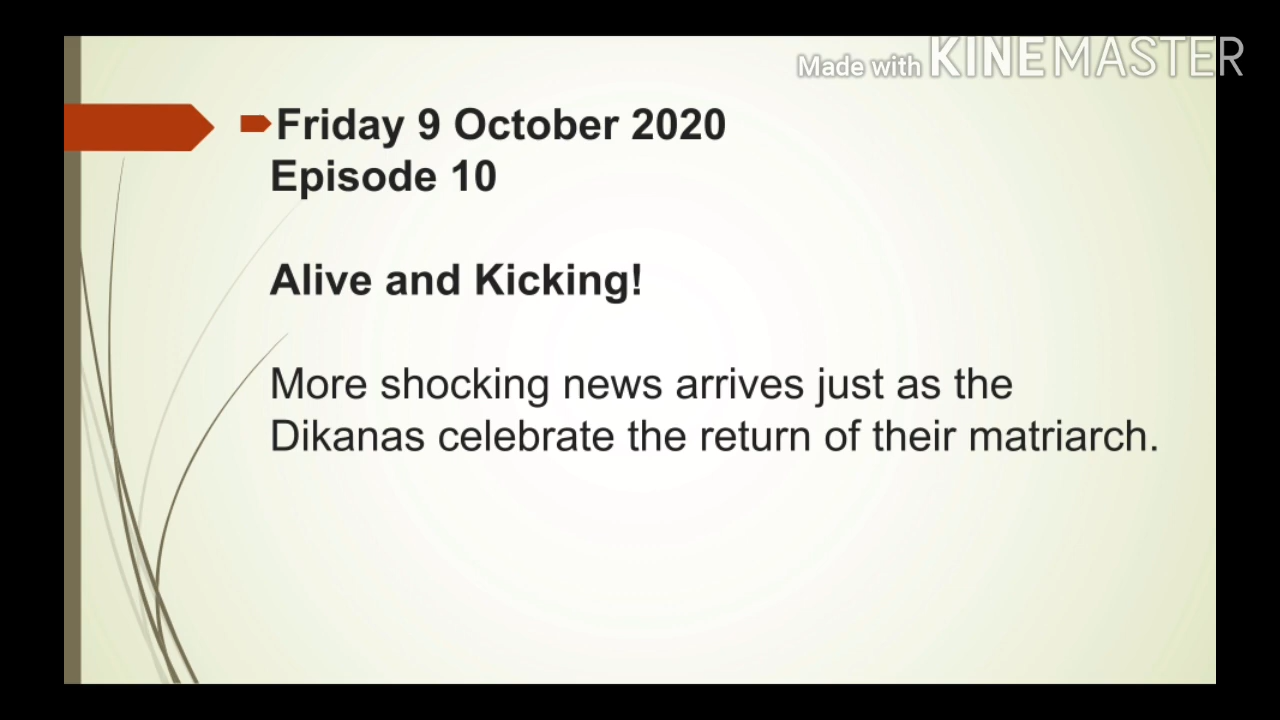 Made with KINEMASTER
Friday 9 October 2020
Episode 10
Alive and Kicking!
More shocking news arrives just as the
Dikanas celebrate the return of their matriarch.